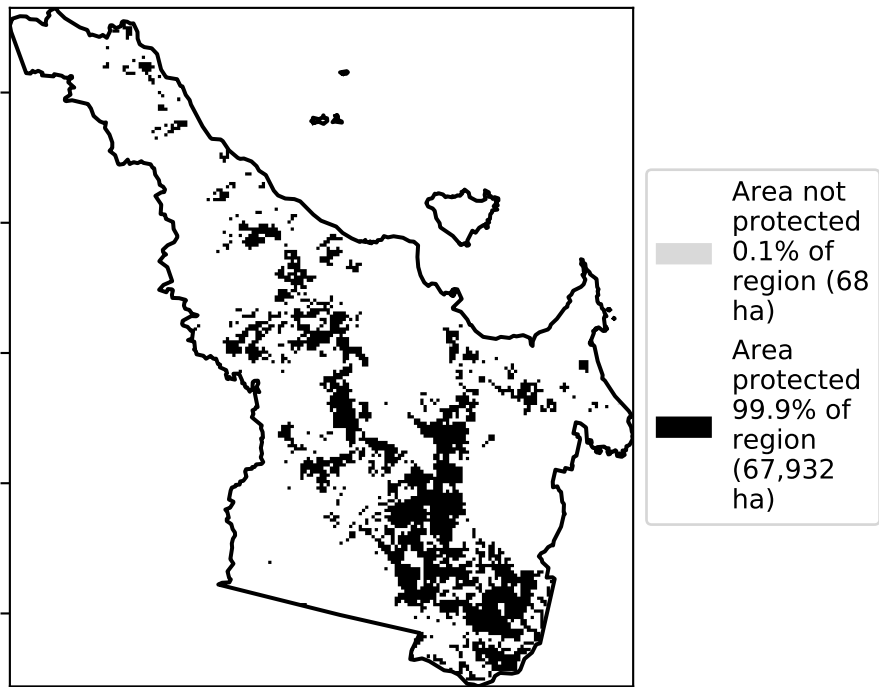 Area not
protected
0.1% of
region (68
ha)
Area
protected
99.9% of
region
(67,932
ha)